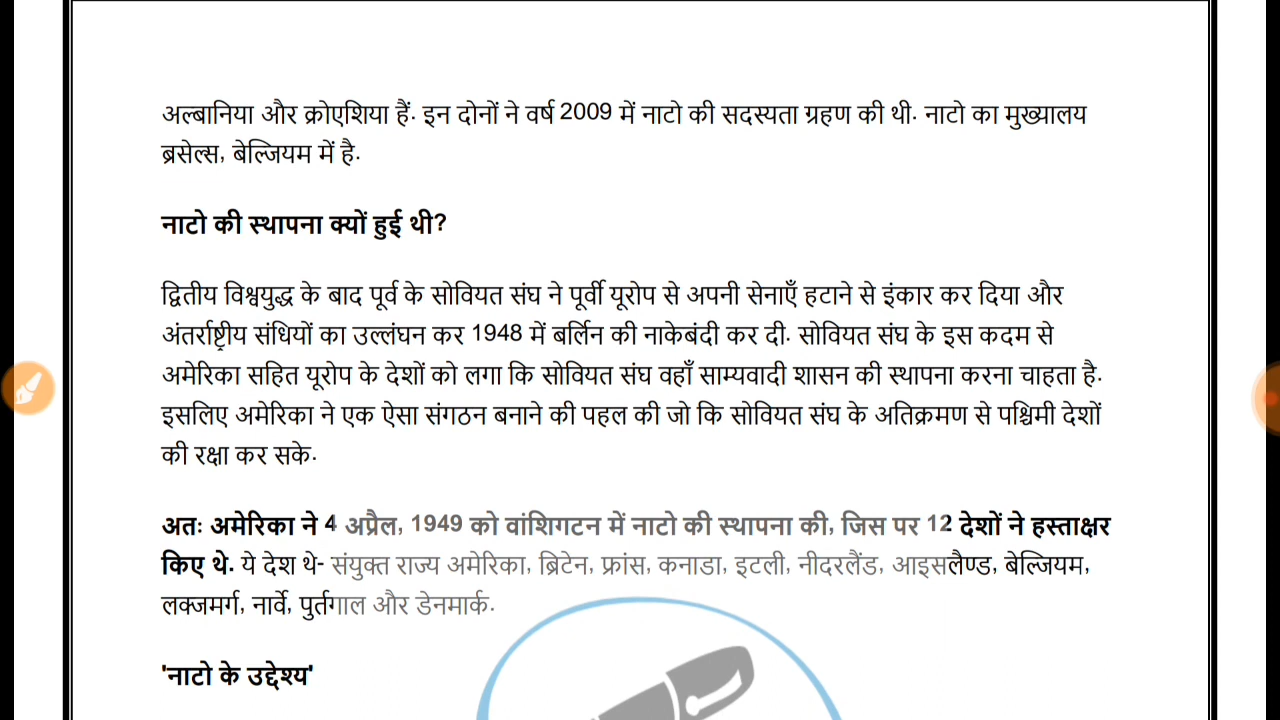 अल्बानिया और क्रोएशिया हैं. इन दोनों ने वर्ष 2009 में नाटो की सदस्यता ग्रहण की थी. नाटो का मुख्यालय
ब्रसेल्स, बेल्जियम में है.
नाटो की स्थापना क्यों हुई थी?
द्वितीय विश्वयुद्ध के बाद पूर्व के सोवियत संघ ने पूर्वी यूरोप से अपनी सेनाएँ हटाने से इंकार कर दिया और
अंतर्राष्ट्रीय संधियों का उल्लंघन कर 1948 में बर्लिन की नाकेबंदी कर दी. सोवियत संघ के इस कदम से
अमेरिका सहित यूरोप के देशों को लगा कि सोवियत संघ वहाँ साम्यवादी शासन की स्थापना करना चाहता है.
इसलिए अमेरिका ने एक ऐसा संगठन बनाने की पहल की जो कि सोवियत संघ के अतिक्रमण से पश्चिमी देशों
की रक्षा कर सके.
अतः अमेरिका ने 4 अप्रैल, 1949 को वांशिगटन में नाटो की स्थापना की, जिस पर 12 देशों ने हस्ताक्षर
किए थे. ये देश थे- संयुक्त राज्य अमेरिका, ब्रिटेन, फ्रांस, कनाडा, इटली, नीदरलैंड, आइसलैण्ड, बेल्जियम,
लक्जमर्ग, नार्वे, पुर्तगाल और डेनमार्क.
'नाटो के उद्देश्य'